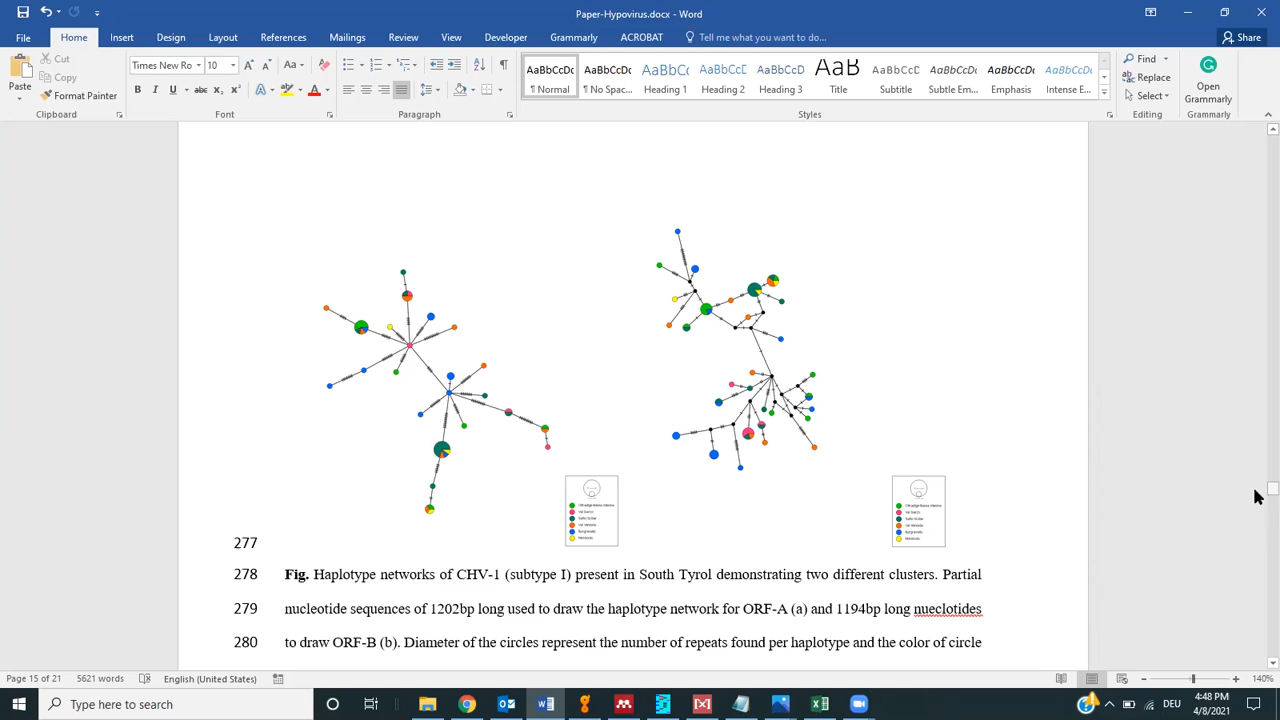 Paper-Hypovirus.docx - Word
File Home Insert Design Layout References Mailings Review View Developer Grammarly ACROBAT Tell me what you want to do... Share
Paste
Cut
Copy
Format Painter
Clipboard
Times New Ro 10
Font
Paragraph
AaBbCcDc AaBbCcDc AaBbCc AaBbCcD AaBbCcD AaB AaBbCcD AaBbCcDc AaBbCcDc AaBbCcDc
¶ Normal ¶ No Spac... Heading 1 Heading 2 Heading 3 Title Subtitle Subtle Em... Emphasis Intense E...
Styles
Find
Replace
Select
Editing
Open
Grammarly
Grammarly
277
278 Fig. Haplotype networks of CHV-1 (subtype I) present in South Tyrol demonstrating two different clusters. Partial
279 nucleotide sequences of 1202bp long used to draw the haplotype network for ORF-A (a) and 1194bp long nueclotides
280 to draw ORF-B (b). Diameter of the circles represent the number of repeats found per haplotype and the color of circle
Page 15 of 21 5621 words English (United States) 140%
Type here to search
DEU
4:48 PM
4/8/2021